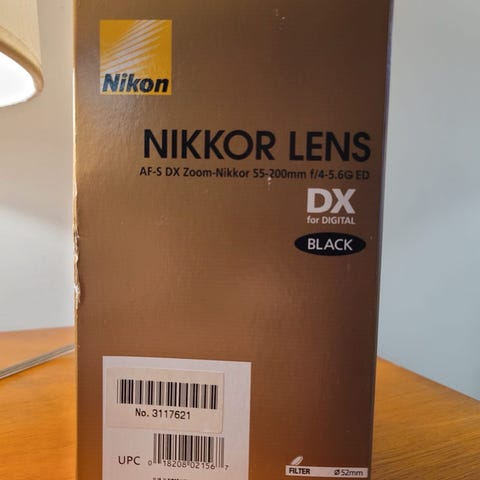 Nikon
NIKKOR LENS
AF-S DX Zoom-Nikkor 55-200mm f/4-5.6G ED
DX
for DIGITAL
BLACK
No. 3117621
UPC 0 18208 02156 7
FILTER ø52mm